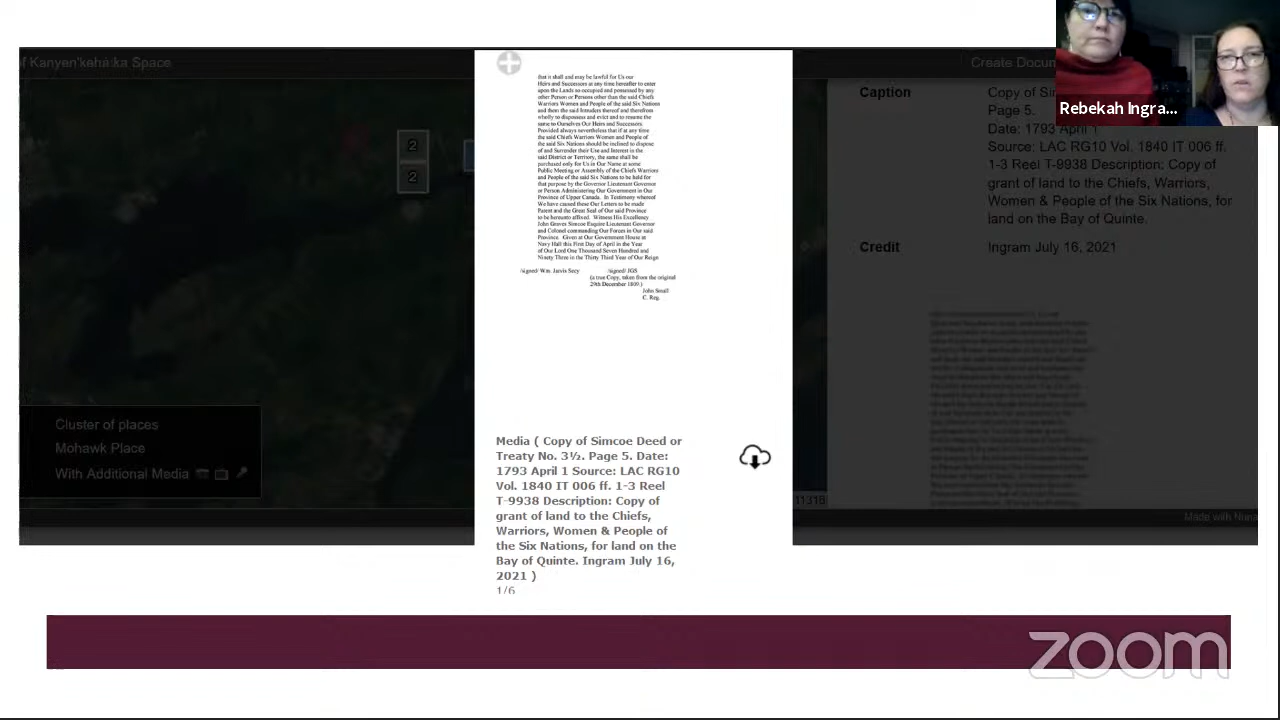 of Kanyen'kehá:ka Space
Create Docum
Rebekah Ingra...
2
2
that it shall and may be lawful for Us our
Heirs and Successors at any time hereafter to enter
upon the Lands so occupied and possessed by any
other Person or Persons other than the said Chiefs
Warriors Women and People of the said Six Nations
and them the said Intruders thereof and therefrom
wholly to dispossess and evict and to resume the
same to Ourselves Our Heirs and Successors
Provided always nevertheless that if at any time
the said Chiefs Warriors Women and People of
the said Six Nations should be inclined to dispose
of and Surrender their Use and Interest in the
said District or Territory, the same shall be
purchased only for Us in Our Name at some
Public Meeting or Assembly of the Chiefs Warriors
and People of the said Six Nations to be held for
that purpose by the Governor Lieutenant Governor
or Person Administering Our Government in Our
Province of Upper Canada. In Testimony whereof
We have caused these Our Letters to be made
Patent and the Great Seal of Our said Province
to be hereunto affixed. Witness His Excellency
John Graves Simcoe Esquire Lieutenant Governor
and Colonel commanding Our Forces in Our said
Province. Given at Our Government House at
Navy Hall this First Day of April in the Year
of Our Lord One Thousand Seven Hundred and
Ninety Three in the Thirty Third Year of Our Reign
/signed/ Wm. Jarvis Secy /signed/ JGS
(a true Copy, taken from the original
29th December 1809.)
John Small
C. Reg.
Caption
Copy of Sim
Page 5.
Date: 1793 April 1
Source: LAC RG10 Vol. 1840 IT 006 ff.
T-9938 Description: Copy of
grant of land to the Chiefs, Warriors,
Women & People of the Six Nations, for
land on the Bay of Quinte.
Credit
Ingram July 16, 2021
Cluster of places
Mohawk Place
With Additional Media
Media ( Copy of Simcoe Deed or
Treaty No. 3½. Page 5. Date:
1793 April 1 Source: LAC RG10
Vol. 1840 IT 006 ff. 1-3 Reel
T-9938 Description: Copy of
grant of land to the Chiefs,
Warriors, Women & People of
the Six Nations, for land on the
Bay of Quinte. Ingram July 16,
2021 )
1/6
Made with Nuna
zoom